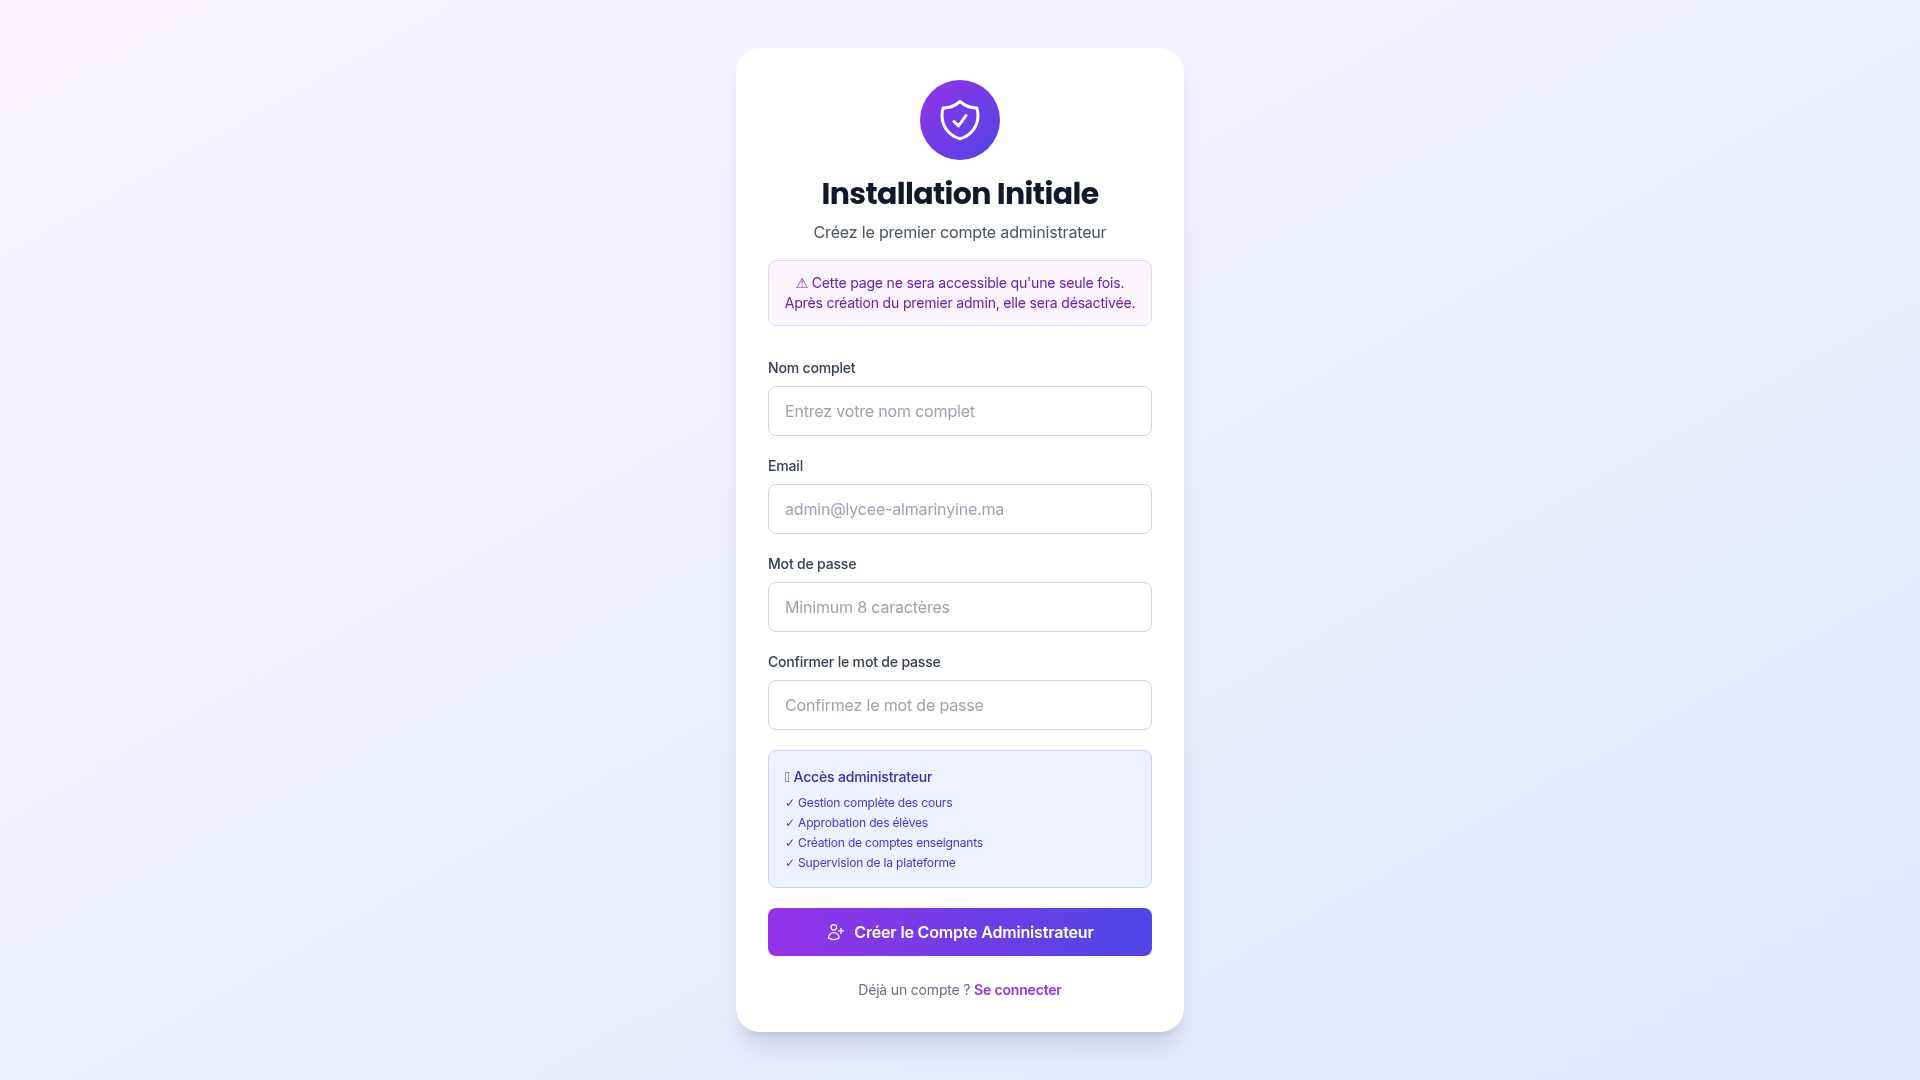 Installation Initiale
Créez le premier compte administrateur
⚠ Cette page ne sera accessible qu'une seule fois.
Après création du premier admin, elle sera désactivée.
Nom complet
Entrez votre nom complet
Email
admin@lycee-almarinyine.ma
Mot de passe
Minimum 8 caractères
Confirmer le mot de passe
Confirmez le mot de passe
Accès administrateur
✓ Gestion complète des cours
✓ Approbation des élèves
✓ Création de comptes enseignants
✓ Supervision de la plateforme
Créer le Compte Administrateur
Déjà un compte ? Se connecter